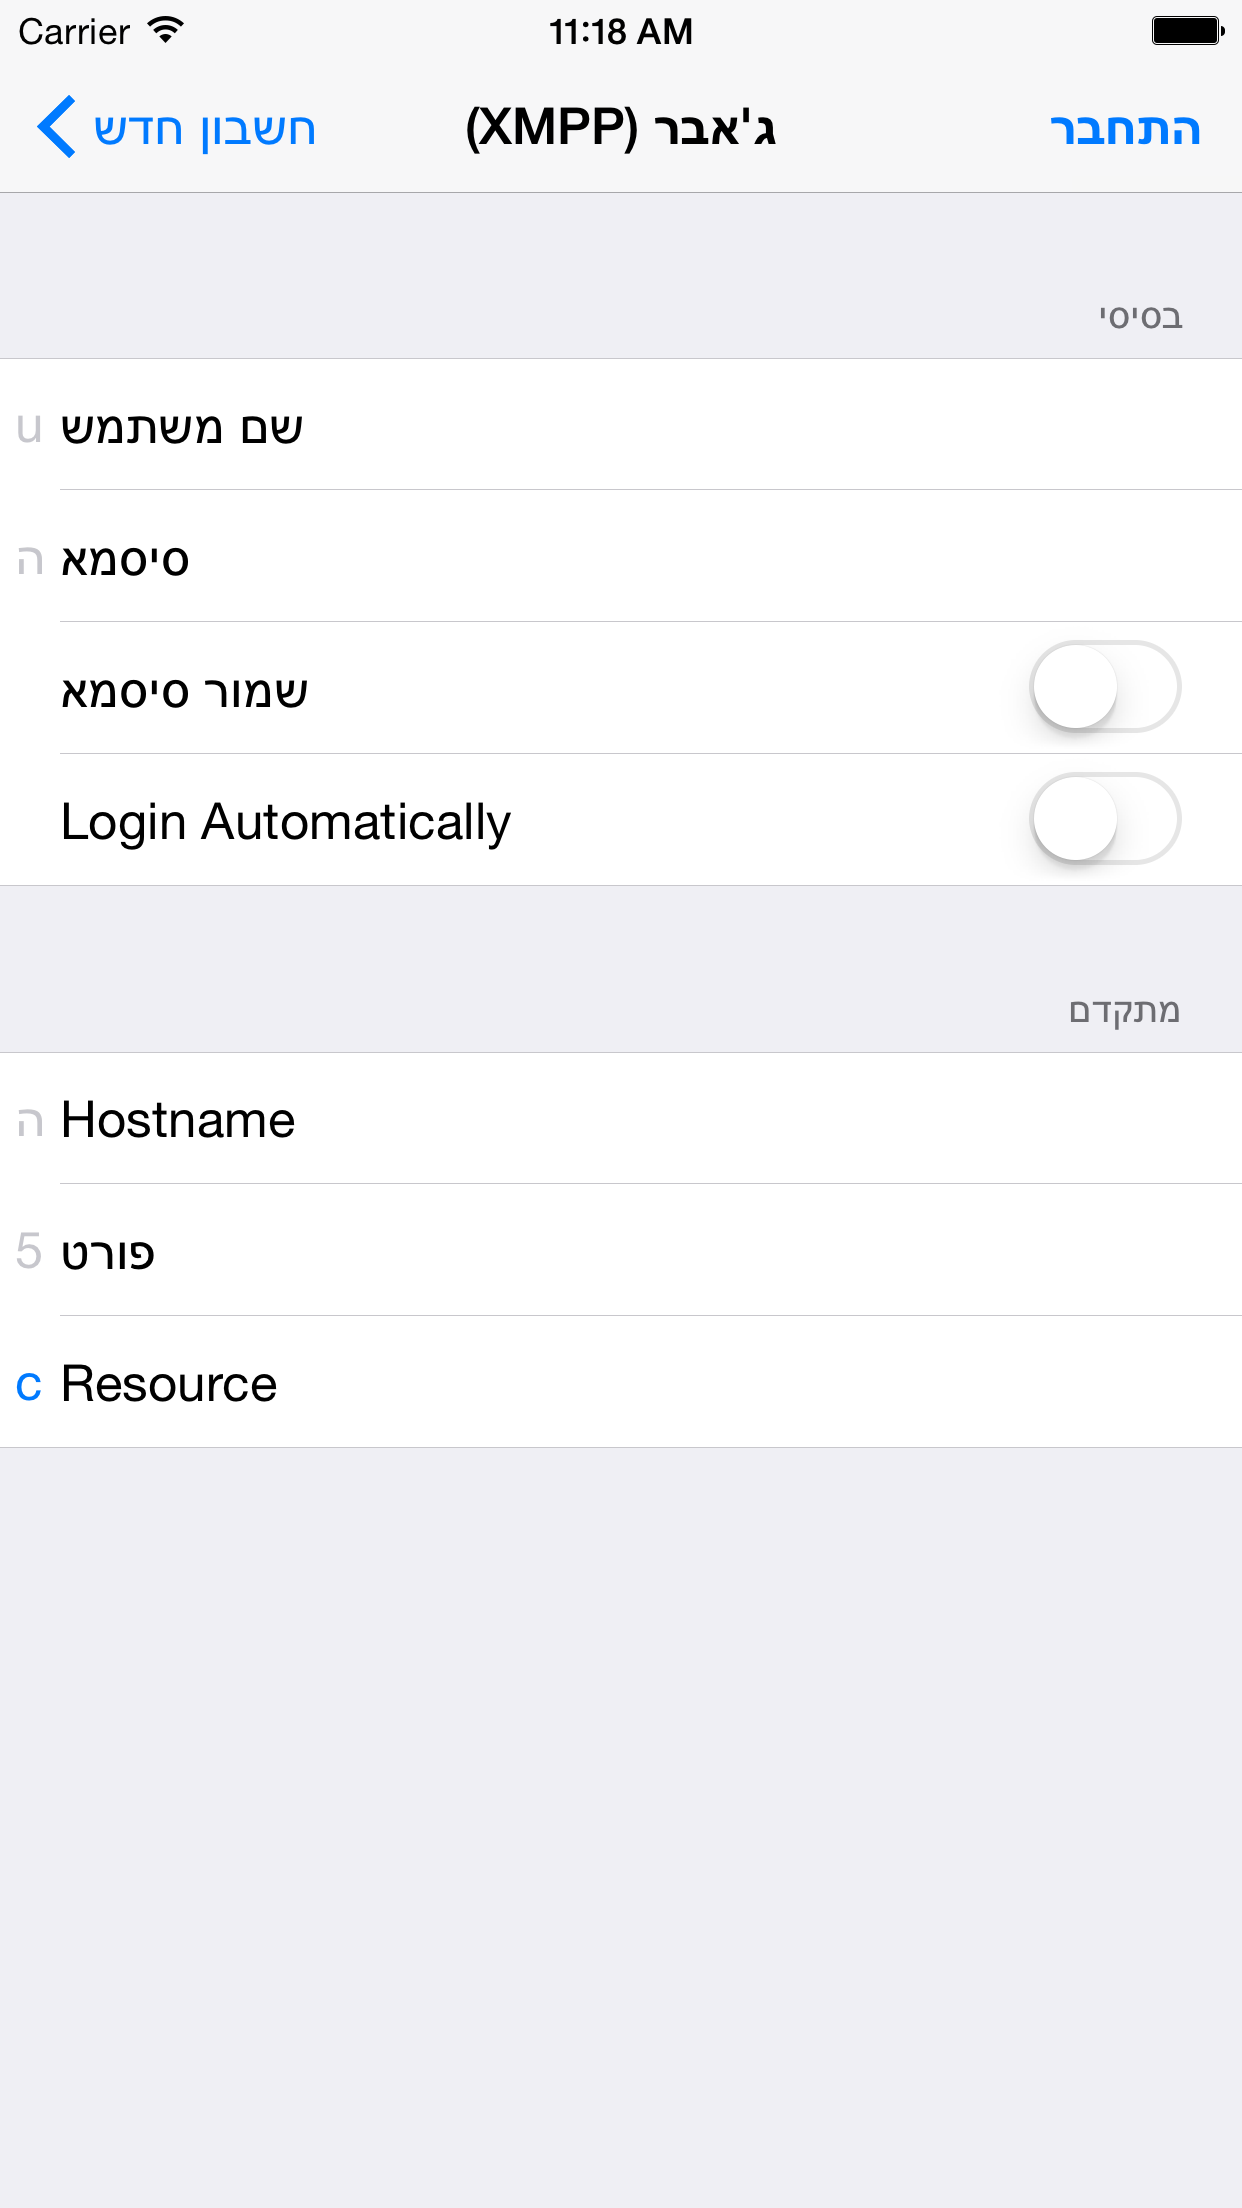 Carrier 11:18 AM
חשבון חדש ג'אבר (XMPP) התחבר
בסיסי
u שם משתמש
ה סיסמא
שמור סיסמא
Login Automatically
מתקדם
ה Hostname
5 פורט
c Resource